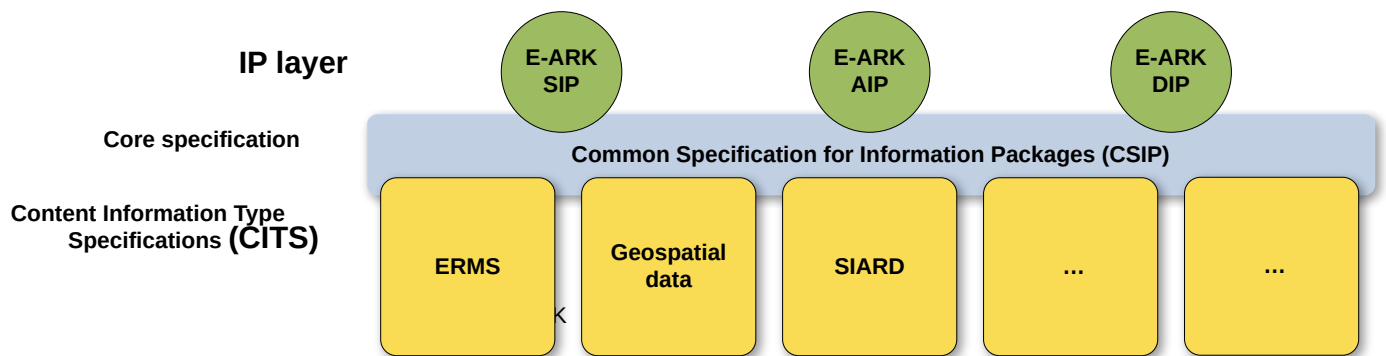 IP layer
E-ARK
SIP
E-ARK
AIP
E-ARK
DIP
Core specification
Common Specification for Information Packages (CSIP)
Content Information Type
Specifications (CITS)
ERMS
Geospatial
data
SIARD
...
...
K